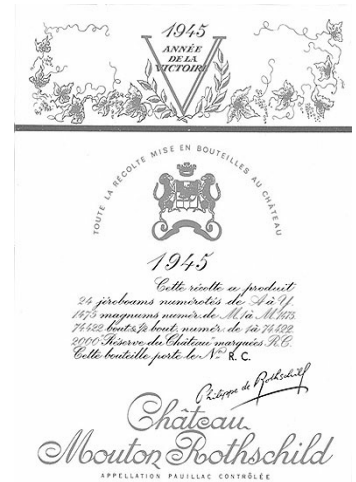 1945
ANNÉE
DE LA
VICTOIRE
TOUTE LA RÉCOLTE MISE EN BOUTEILLES AU CHÂTEAU
1945
Cette récolte a produit
24 jéroboams numérotés de A à Y,
1475 magnums numér. de M1 à M1475,
74422 bout. & ½ bout. numér. de 1 à 74422
2000 "Réserve du Château" marquées R.C.
Cette bouteille porte le Nº R.C.
Philippe de Rothschild
Château
Mouton Rothschild
APPELLATION PAUILLAC CONTRÔLÉE